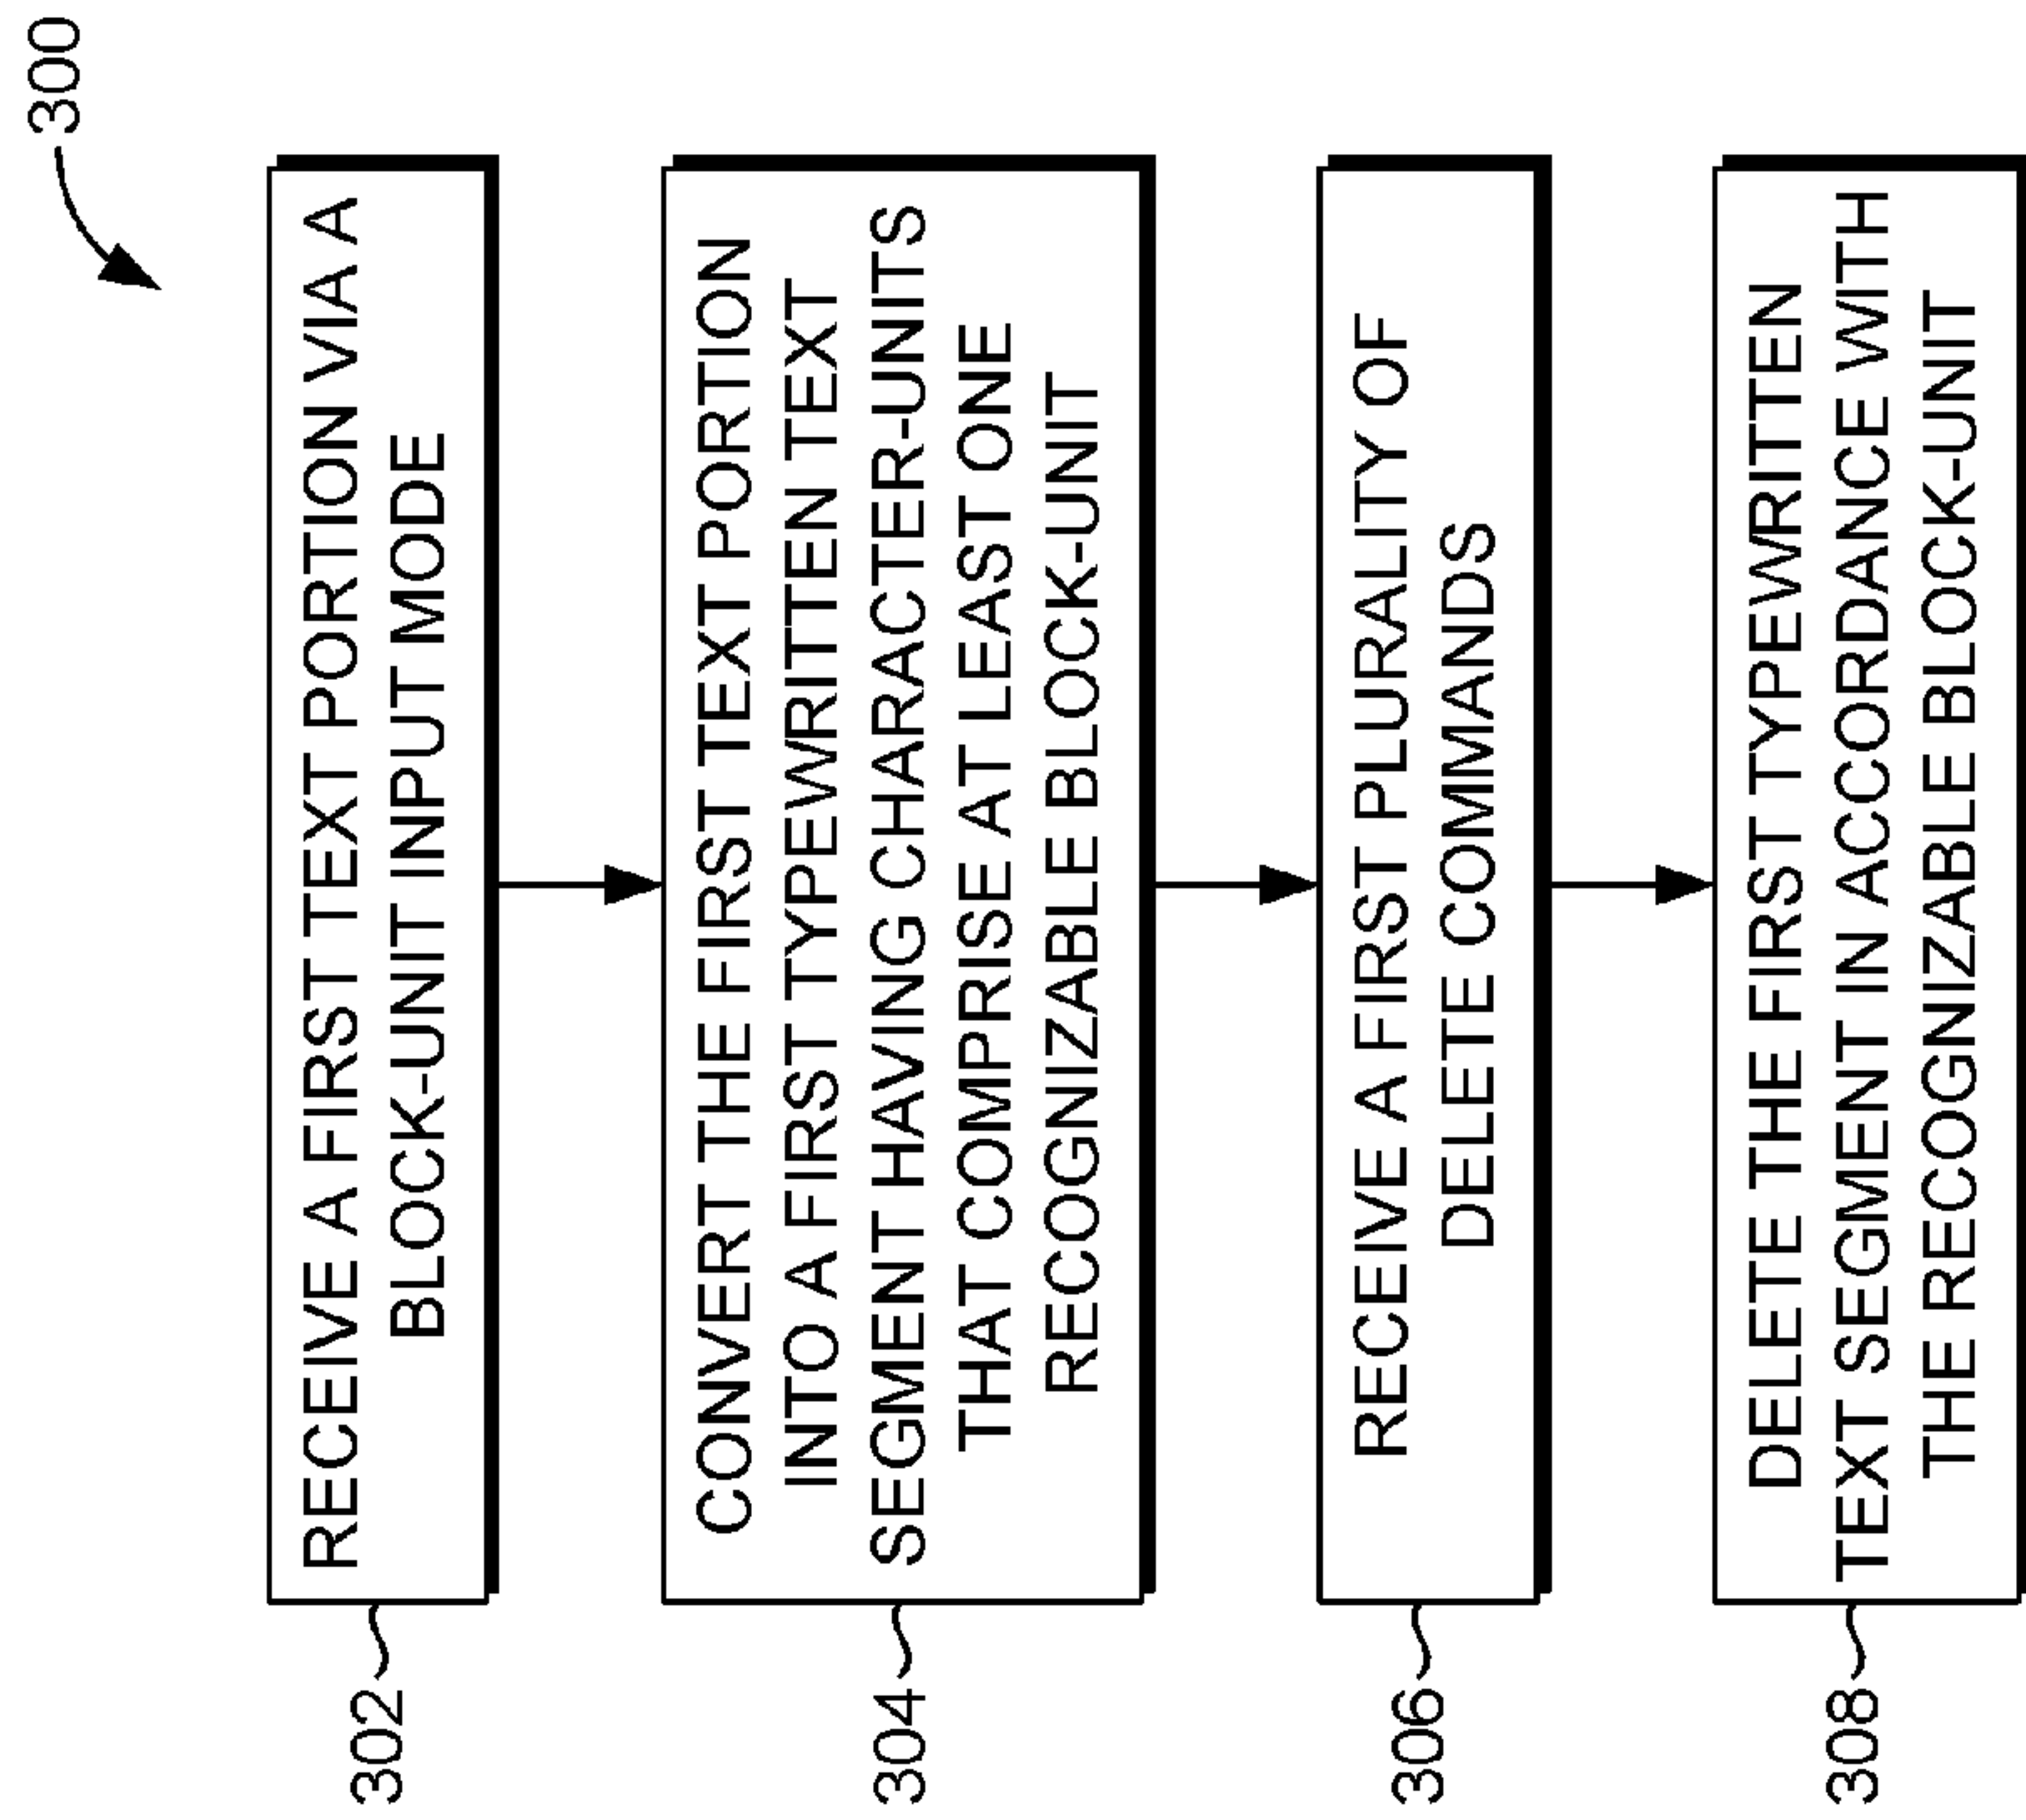 300
302
RECEIVE A FIRST TEXT PORTION VIA A
BLOCK-UNIT INPUT MODE
304
CONVERT THE FIRST TEXT PORTION
INTO A FIRST TYPEWRITTEN TEXT
SEGMENT HAVING CHARACTER-UNITS
THAT COMPRISE AT LEAST ONE
RECOGNIZABLE BLOCK-UNIT
306
RECEIVE A FIRST PLURALITY OF
DELETE COMMANDS
308
DELETE THE FIRST TYPEWRITTEN
TEXT SEGMENT IN ACCORDANCE WITH
THE RECOGNIZABLE BLOCK-UNIT